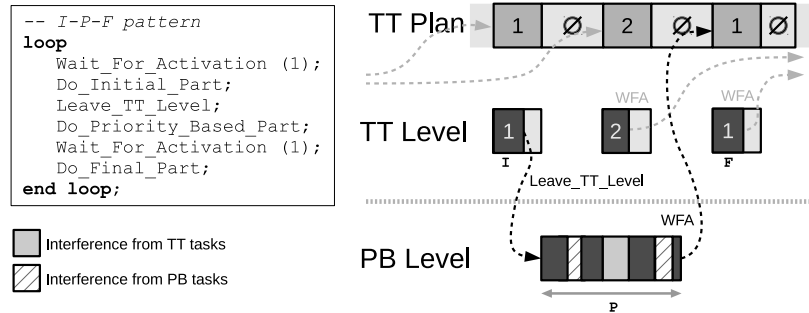 -- I-P-F pattern
loop
Wait_For_Activation (1);
Do_Initial_Part;
Leave_TT_Level;
Do_Priority_Based_Part;
Wait_For_Activation (1);
Do_Final_Part;
end loop;
Interference from TT tasks
Interference from PB tasks
TT Plan
1 Ø 2 Ø 1 Ø
WFA WFA
TT Level
1 2 1
I F
Leave_TT_Level
WFA
PB Level
P